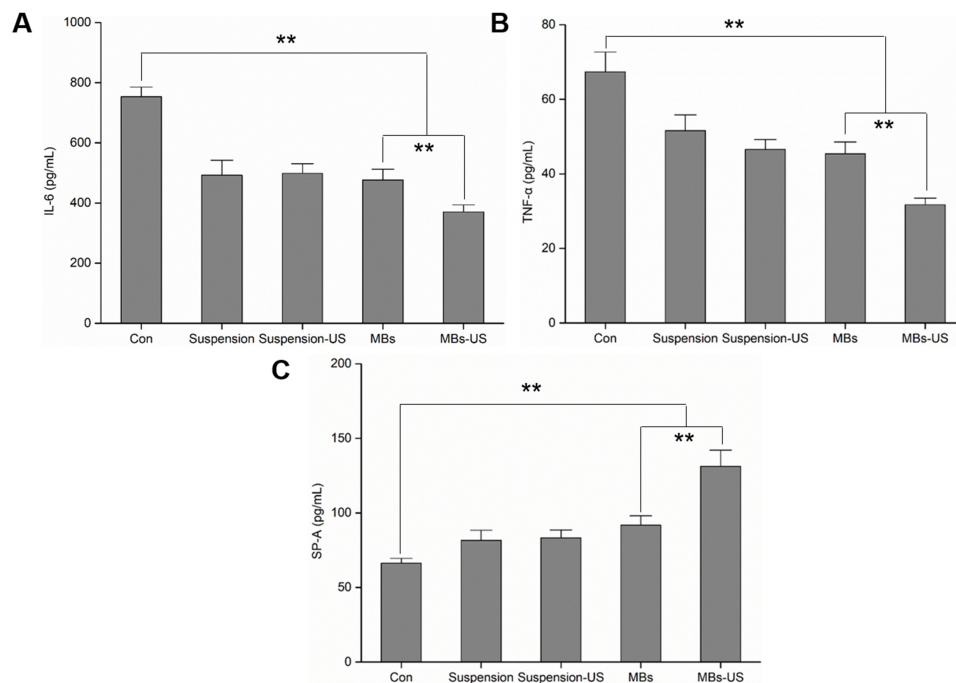 A
IL-6 (pg/mL)
1000
800
600
400
200
0
**
**
Con Suspension Suspension-US MBs MBs-US
B
TNF-α (pg/mL)
80
60
40
20
0
**
**
Con Suspension Suspension-US MBs MBs-US
C
SP-A (pg/mL)
200
150
100
50
0
**
**
Con Suspension Suspension-US MBs MBs-US